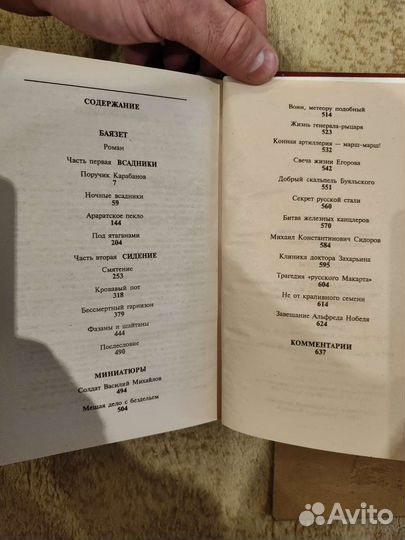 СОДЕРЖАНИЕ
БАЯЗЕТ
Роман
Часть первая ВСАДНИКИ
Поручик Карабанов
7
Ночные всадники
59
Араратское пекло
144
Под ятаганами
204
Часть вторая СИДЕНИЕ
Смятение
253
Кровавый пот
318
Бессмертный гарнизон
379
Фазаны и шайтаны
444
Послесловие
490
МИНИАТЮРЫ
Солдат Василий Михайлов
494
Мешая дело с бездельем
504
Воин, метеору подобный
514
Жизнь генерала-рыцаря
523
Конная артиллерия — марш-марш!
532
Свеча жизни Егорова
542
Добрый скальпель Буяльского
551
Секрет русской стали
560
Битва железных канцлеров
570
Михаил Константинович Сидоров
584
Клиника доктора Захарьина
595
Трагедия «русского Макарта»
604
Не от крапивного семени
614
Завещание Альфреда Нобеля
624
КОММЕНТАРИИ
637
Avito